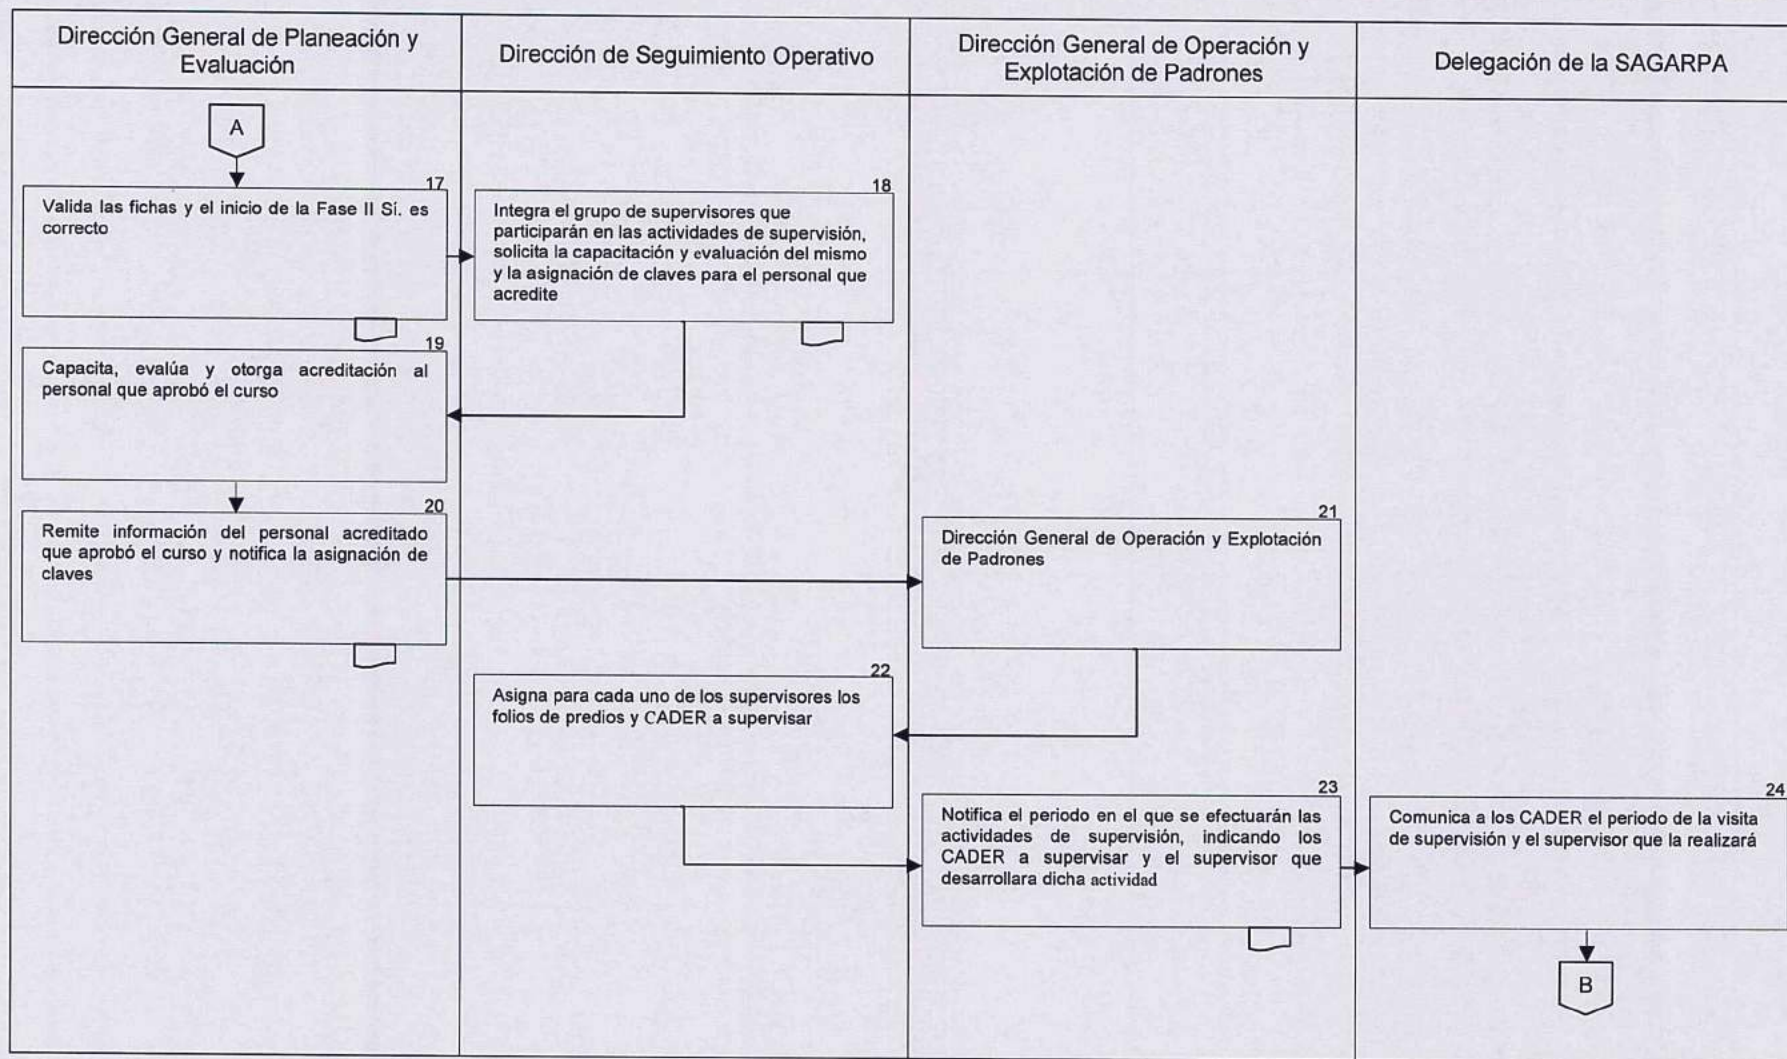 Dirección General de Planeación y
Evaluación
Dirección de Seguimiento Operativo
Dirección General de Operación y
Explotación de Padrones
Delegación de la SAGARPA
A
17
Valida las fichas y el inicio de la Fase II Sí. es
correcto
18
Integra el grupo de supervisores que
participarán en las actividades de supervisión,
solicita la capacitación y evaluación del mismo
y la asignación de claves para el personal que
acredite
19
Capacita, evalúa y otorga acreditación al
personal que aprobó el curso
20
Remite información del personal acreditado
que aprobó el curso y notifica la asignación de
claves
21
Dirección General de Operación y Explotación
de Padrones
22
Asigna para cada uno de los supervisores los
folios de predios y CADER a supervisar
23
Notifica el periodo en el que se efectuarán las
actividades de supervisión, indicando los
CADER a supervisar y el supervisor que
desarrollara dicha actividad
24
Comunica a los CADER el periodo de la visita
de supervisión y el supervisor que la realizará
B